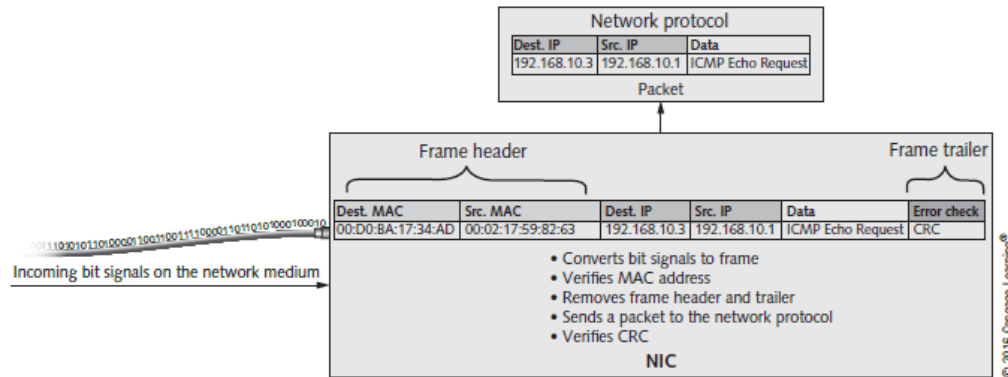 Network protocol
Dest. IP Src. IP Data
192.168.10.3 192.168.10.1 ICMP Echo Request
Packet
Frame header
Frame trailer
Dest. MAC Src. MAC Dest. IP Src. IP Data Error check
00:D0:BA:17:34:AD 00:02:17:59:82:63 192.168.10.3 192.168.10.1 ICMP Echo Request CRC
Incoming bit signals on the network medium
• Converts bit signals to frame
• Verifies MAC address
• Removes frame header and trailer
• Sends a packet to the network protocol
• Verifies CRC
NIC
© 2016 Cengage Learning®